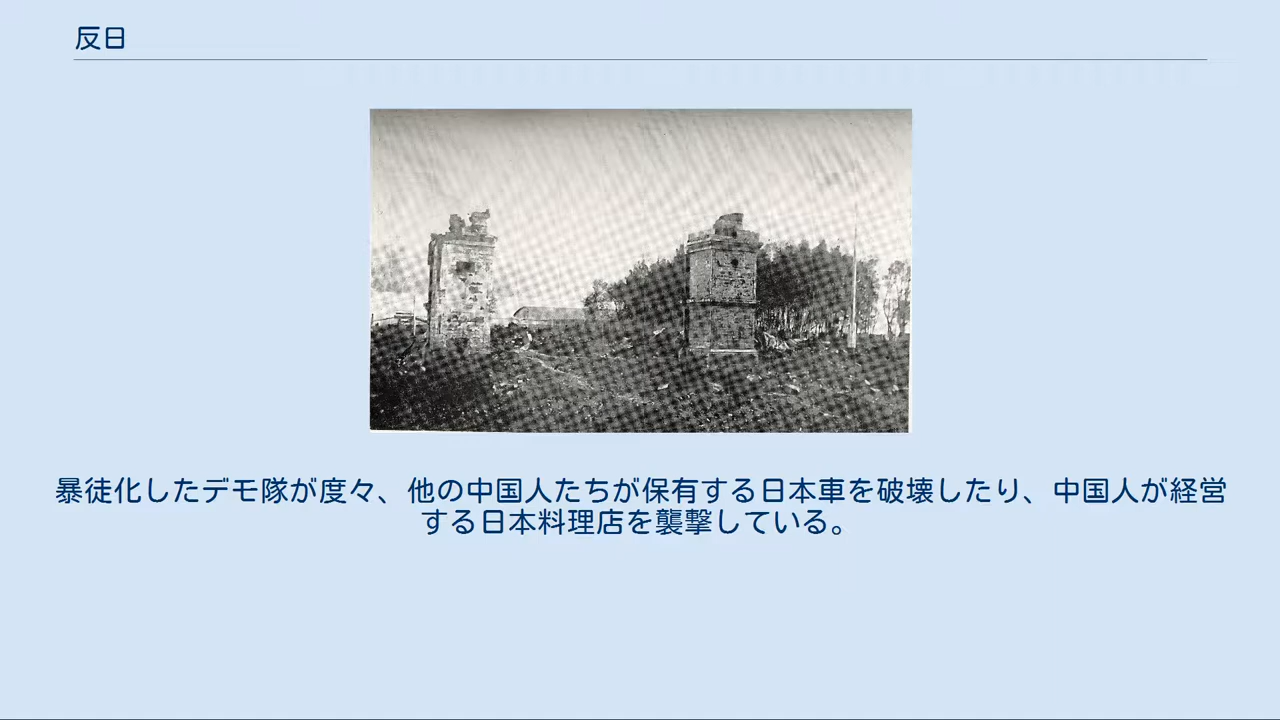 反日
暴徒化したデモ隊が度々、他の中国人たちが保有する日本車を破壊したり、中国人が経営
する日本料理店を襲撃している。